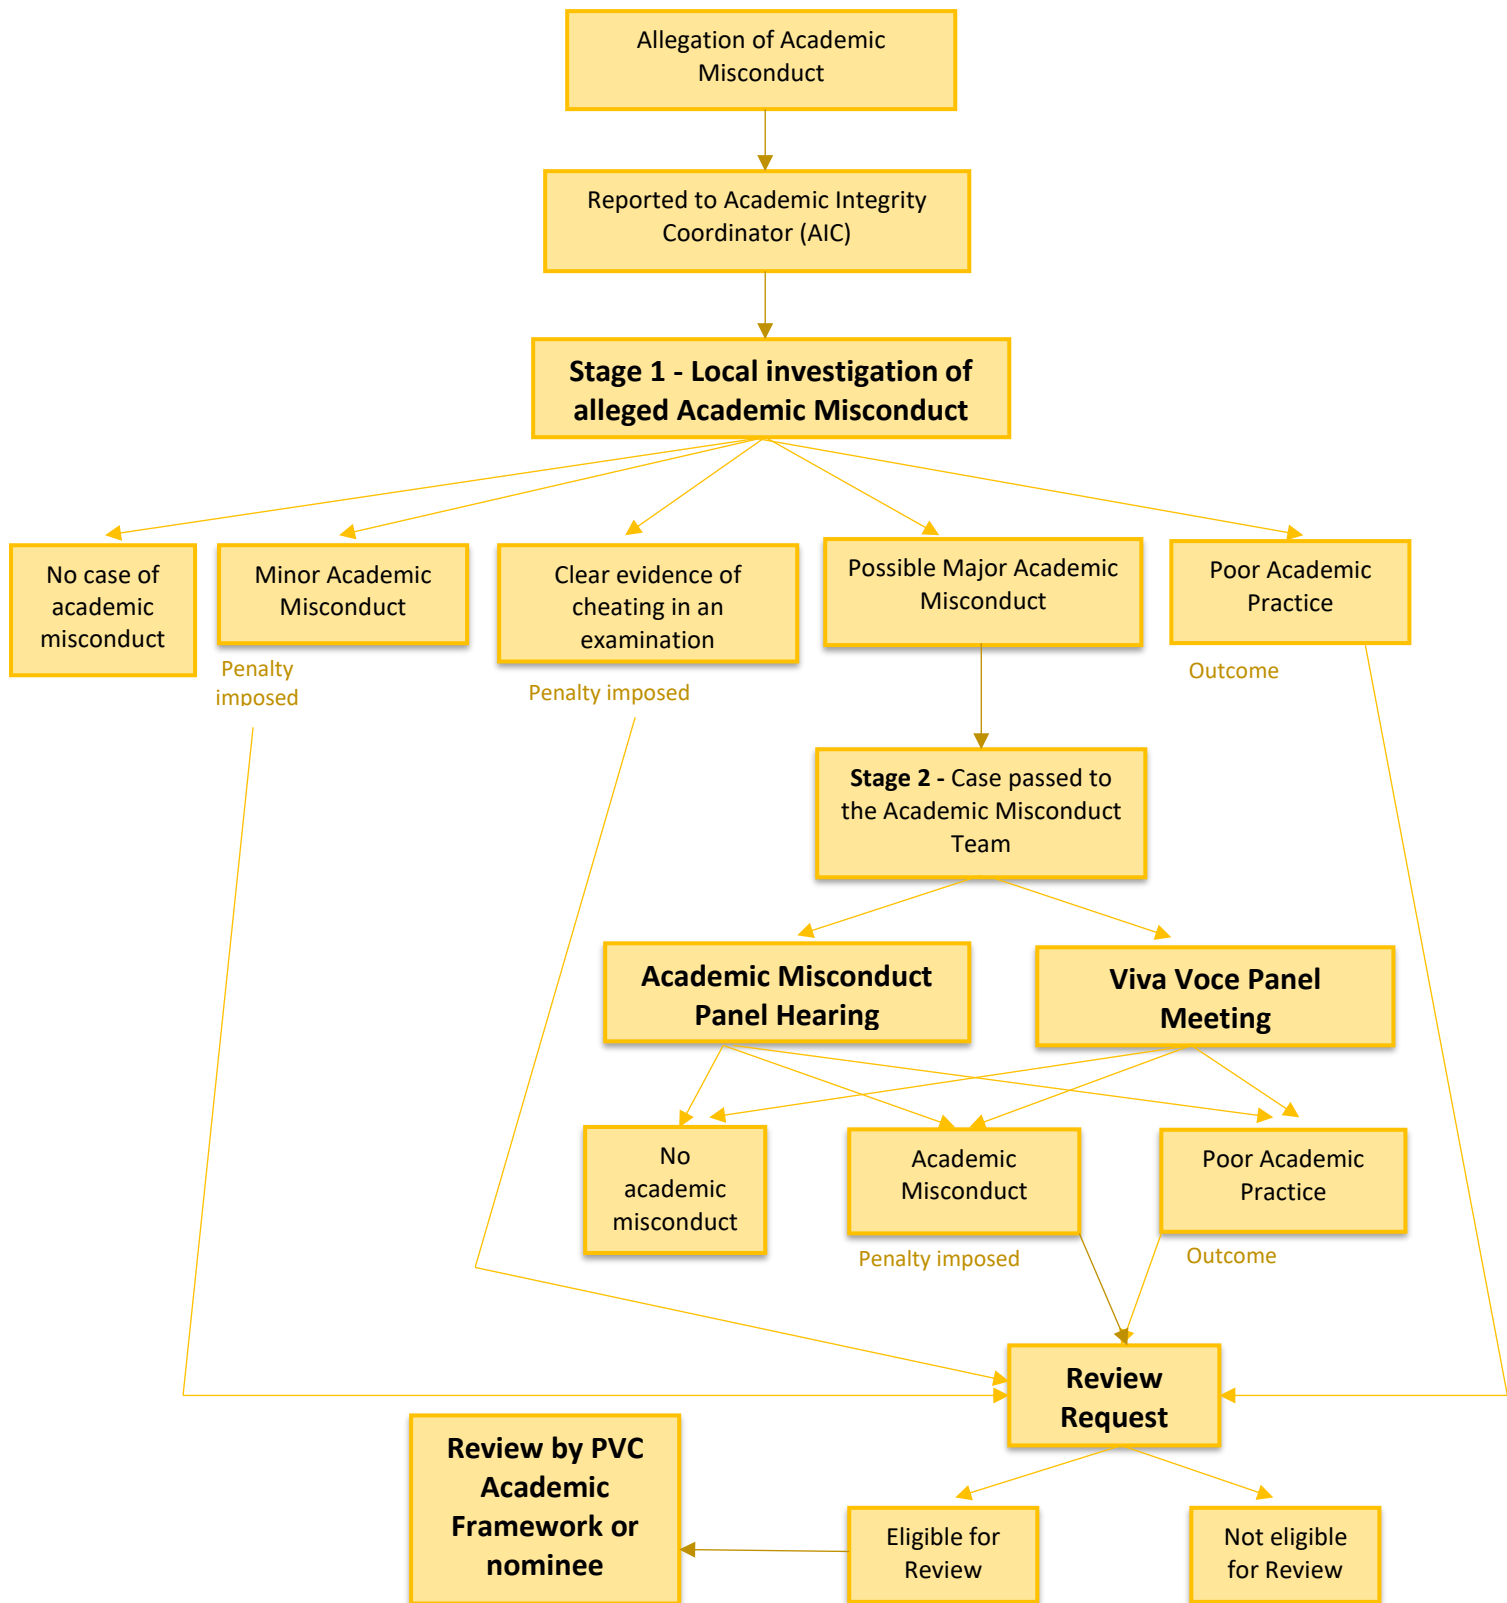 Allegation of Academic
Misconduct
Reported to Academic Integrity
Coordinator (AIC)
Stage 1 - Local investigation of
alleged Academic Misconduct
No case of
academic
misconduct
Minor Academic
Misconduct
Clear evidence of
cheating in an
examination
Possible Major Academic
Misconduct
Poor Academic
Practice
Penalty
imposed
Penalty imposed
Outcome
Stage 2 - Case passed to
the Academic Misconduct
Team
Academic Misconduct
Panel Hearing
Viva Voce Panel
Meeting
No
academic
misconduct
Academic
Misconduct
Poor Academic
Practice
Penalty imposed
Outcome
Review
Request
Review by PVC
Academic
Framework or
nominee
Eligible for
Review
Not eligible
for Review